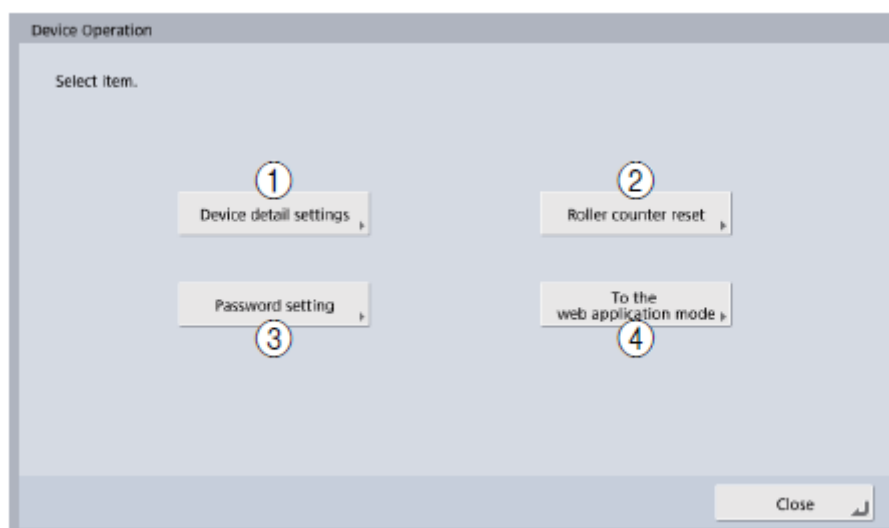 Device Operation
Select item.
①
Device detail settings
②
Roller counter reset
Password setting
③
To the
web application mode
④
Close